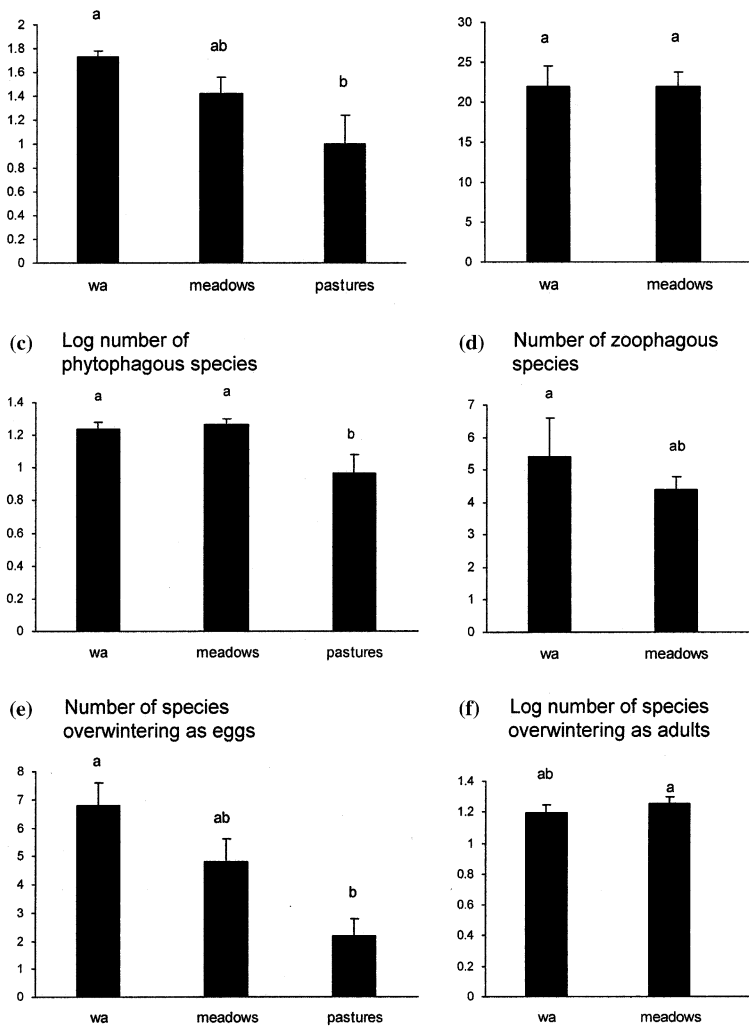 a
ab
b
2
1.8
1.6
1.4
1.2
1
0.8
0.6
0.4
0.2
0
wa
meadows
pastures
a
a
30
25
20
15
10
5
0
wa
meadows
(c) Log number of
phytophagous species
a
a
b
1.4
1.2
1
0.8
0.6
0.4
0.2
0
wa
meadows
pastures
(d) Number of zoophagous
species
a
ab
7
6
5
4
3
2
1
0
wa
meadows
(e) Number of species
overwintering as eggs
a
ab
b
8
7
6
5
4
3
2
1
0
wa
meadows
pastures
(f) Log number of species
overwintering as adults
ab
a
1.4
1.2
1
0.8
0.6
0.4
0.2
0
wa
meadows